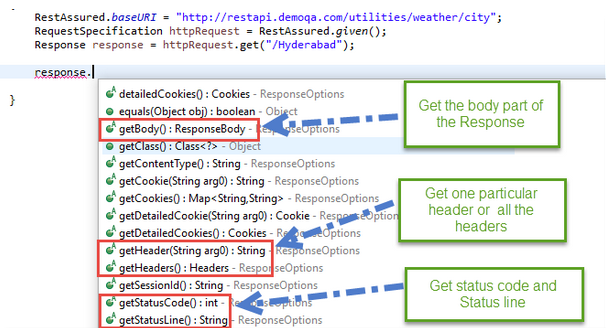 RestAssured.baseURI = "http://restapi.demoqa.com/utilities/weather/city";
RequestSpecification httpRequest = RestAssured.given();
Response response = httpRequest.get("/Hyderabad");
response.
}
detailedCookies() : Cookies - ResponseOptions
equals(Object obj) : boolean - Object
getBody() : ResponseBody - ResponseOptions
getClass() : Class<?> - Object
getContentType() : String - ResponseOptions
getCookie(String arg0) : String - ResponseOptions
getCookies() : Map<String,String> - ResponseOptions
getDetailedCookie(String arg0) : Cookie - ResponseOptions
getDetailedCookies() : Cookies - ResponseOptions
getHeader(String arg0) : String - ResponseOptions
getHeaders() : Headers - ResponseOptions
getSessionId() : String - ResponseOptions
getStatusCode() : int - ResponseOptions
getStatusLine() : String - ResponseOptions
Get the body part of
the Response
Get one particular
header or all the
headers
Get status code and
Status line